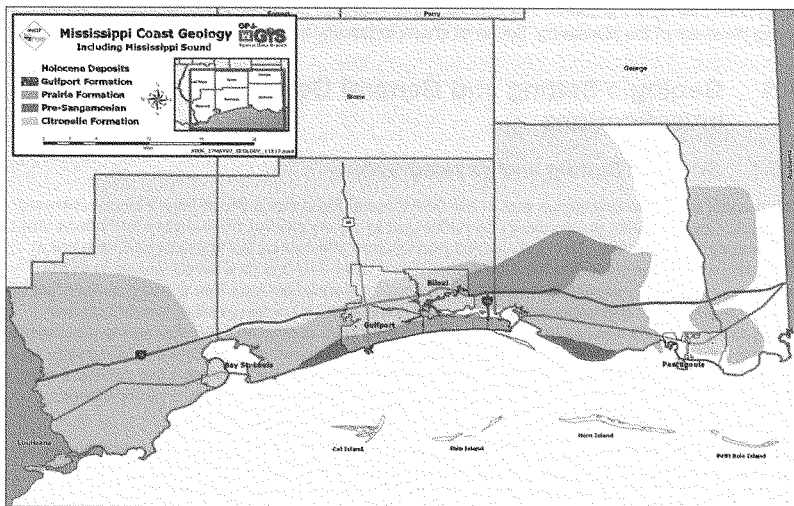 Mississippi Coast Geology
Including Mississippi Sound
GIS
Holocene Deposits
Gulfport Formation
Prairie Formation
Pre-Sangamonian
Citronelle Formation
Perry
Stone
George
Biloxi
Gulfport
Bay St. Louis
Pascagoula
Louisiana
Cat Island
Ship Island
Horn Island
Petit Bois Island